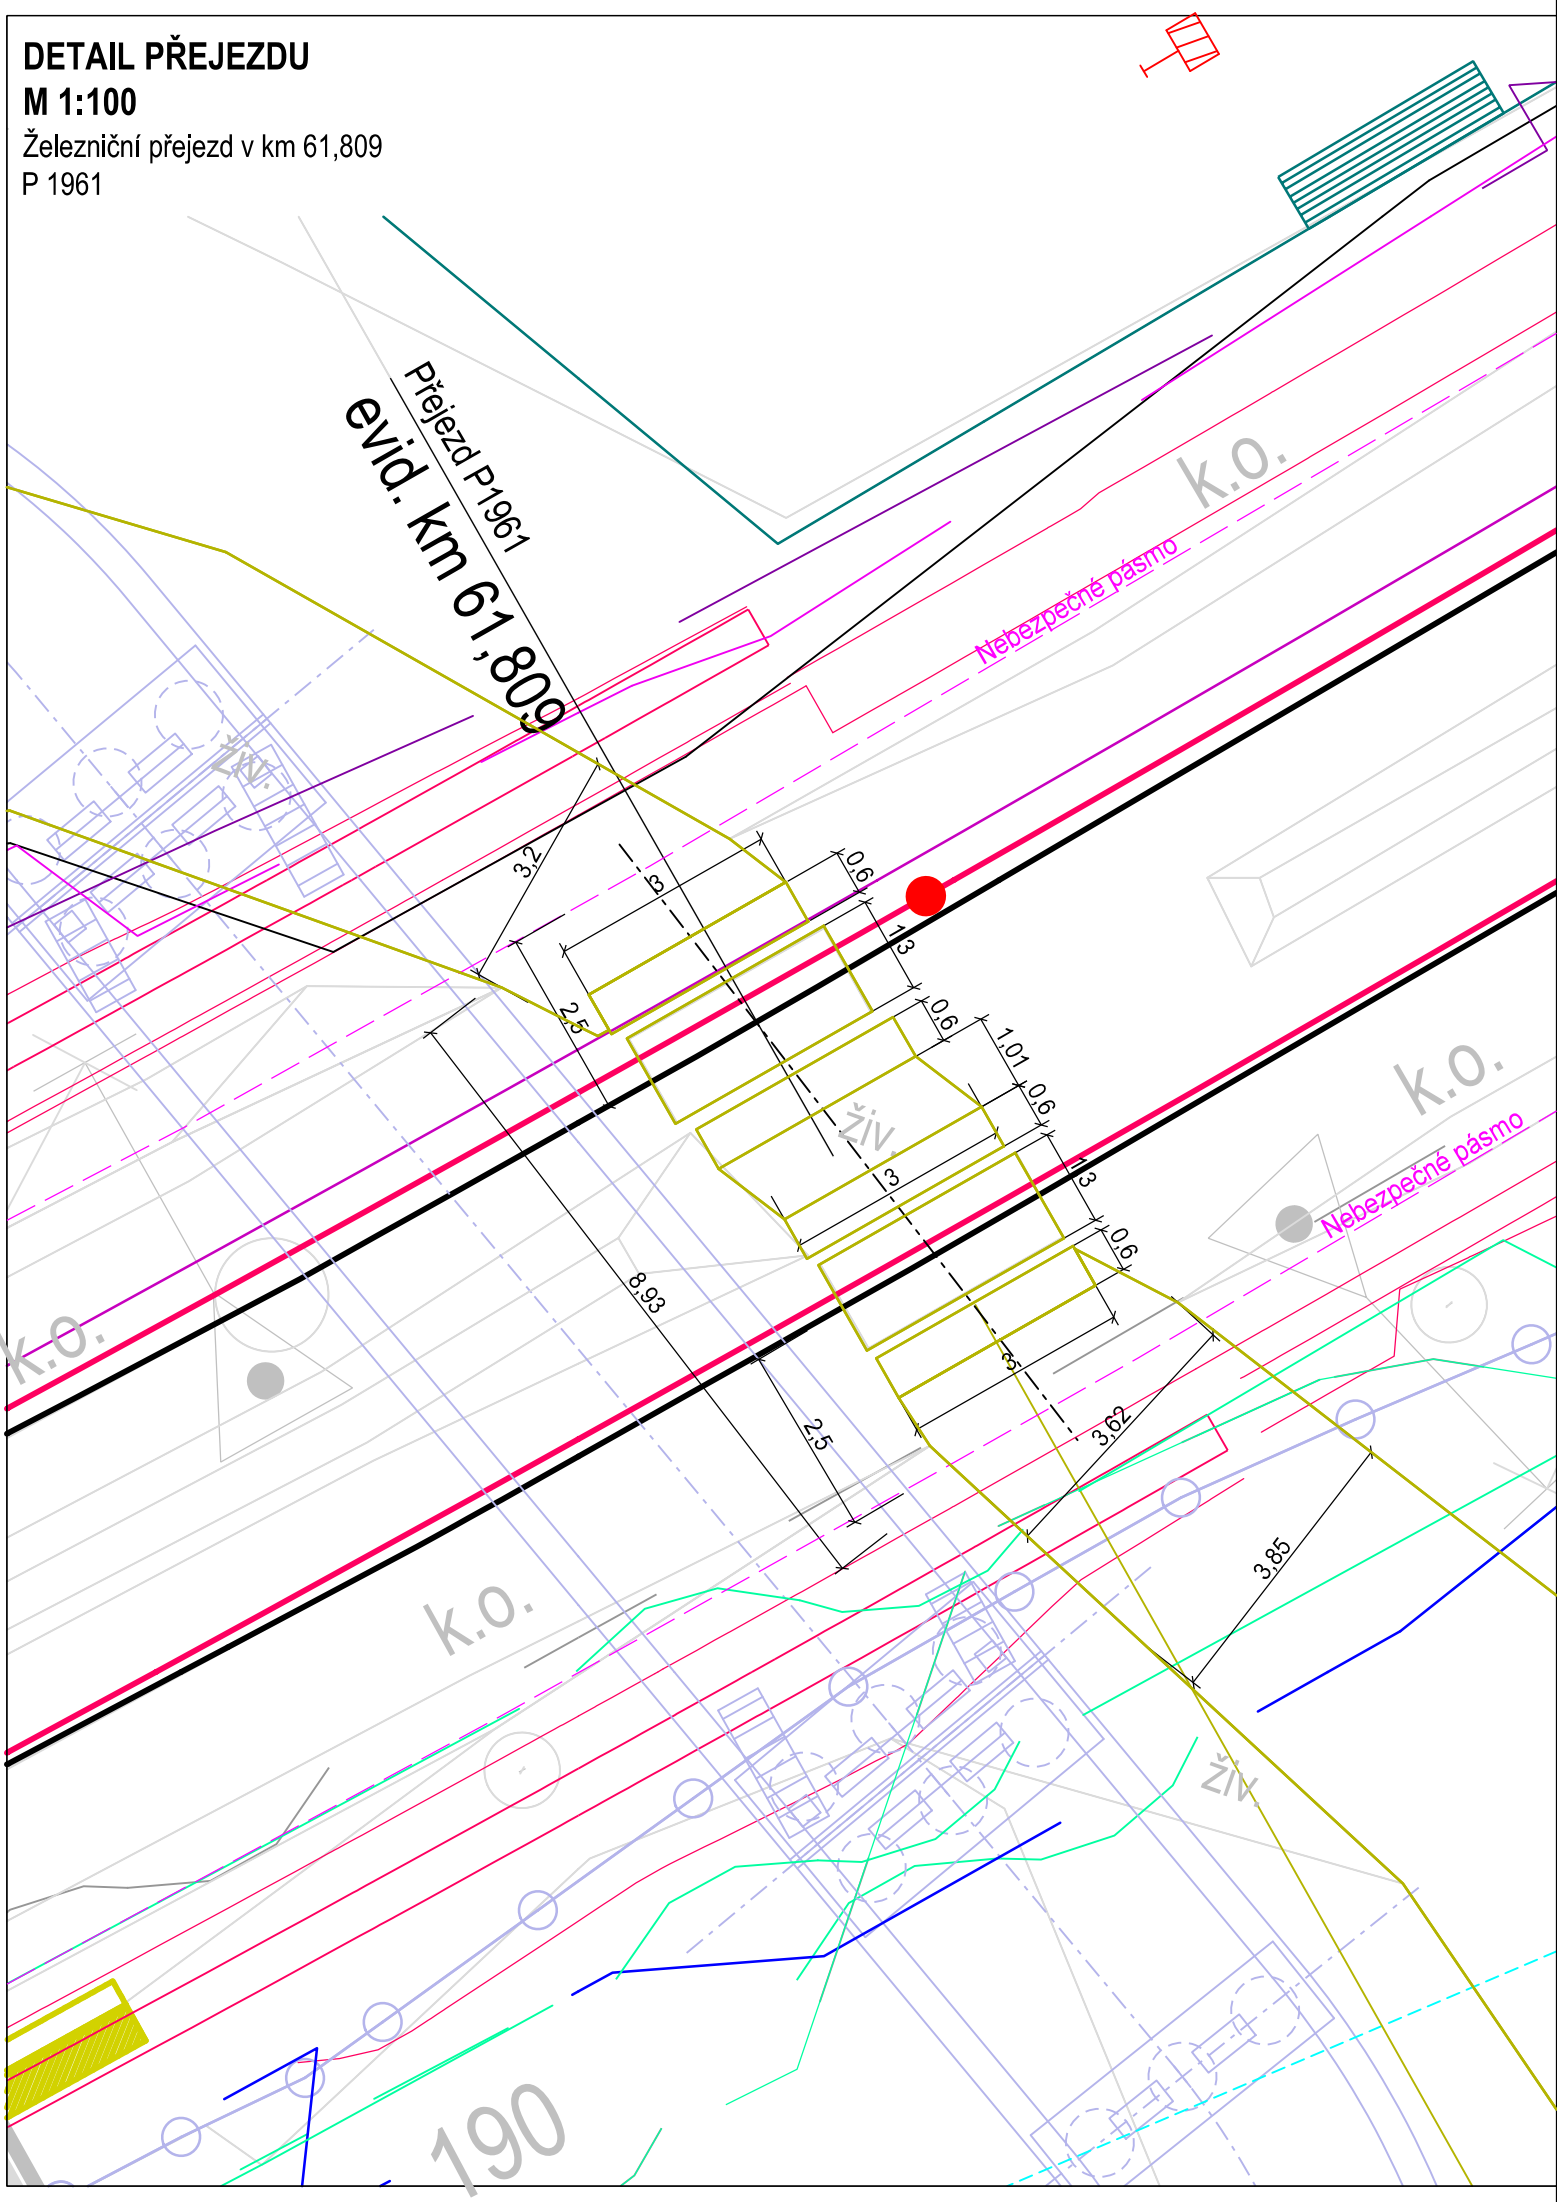 DETAIL PŘEJEZDU
M 1:100
Železniční přejezd v km 61,809
P 1961
Přejezd P1961
evid. km 61,809
k.o.
Nebezpečné pásmo
živ.
3,2
3
0,6
1,3
2,5
0,6
1,01
0,6
živ.
k.o.
3
1,3
Nebezpečné pásmo
0,6
8,93
k.o.
3
3,62
2,5
3,85
k.o.
živ.
190